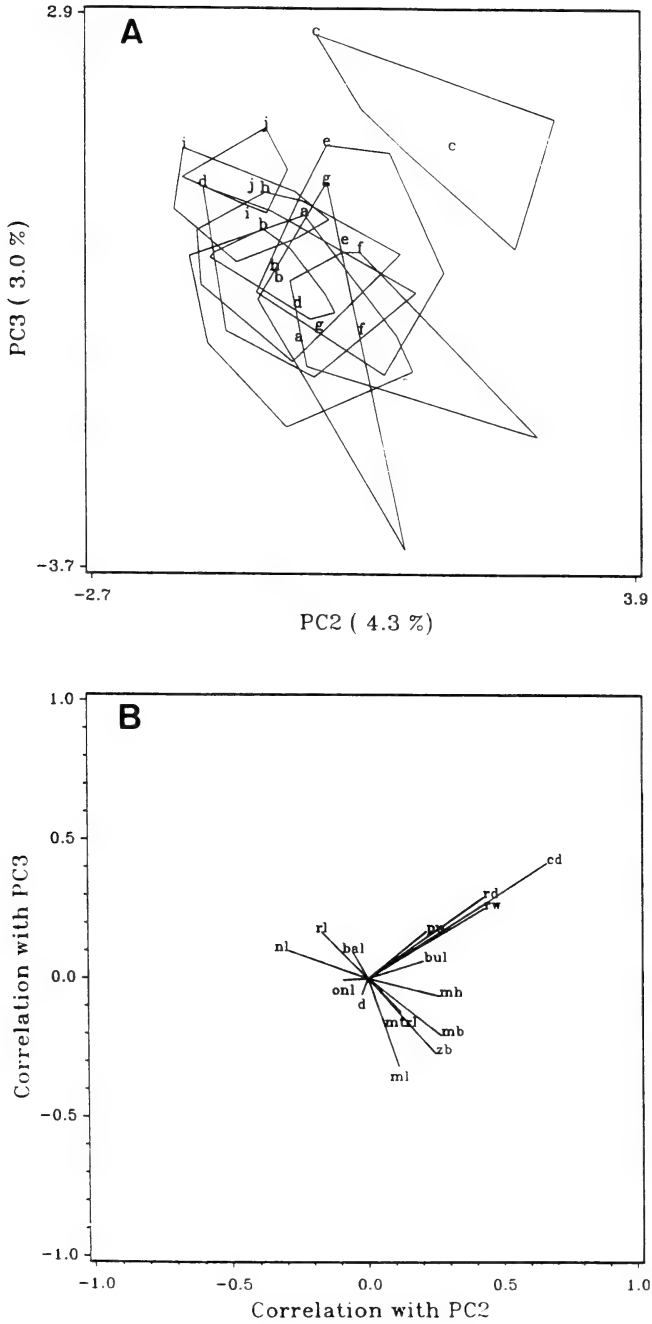 2.9
A
c
j
i
e
c
d
g
j h
a
i
b
e
f
h
b
d
g
f
a
PC3 ( 3.0 %)
-3.7
-2.7
3.9
PC2 ( 4.3 %)
1.0
B
0.5
cd
rd
rw
rl
nl
bal
bul
0.0
onl
mh
d
mtrl
mb
zb
ml
Correlation with PC3
-0.5
-1.0
-1.0
-0.5
0.0
0.5
1.0
Correlation with PC2